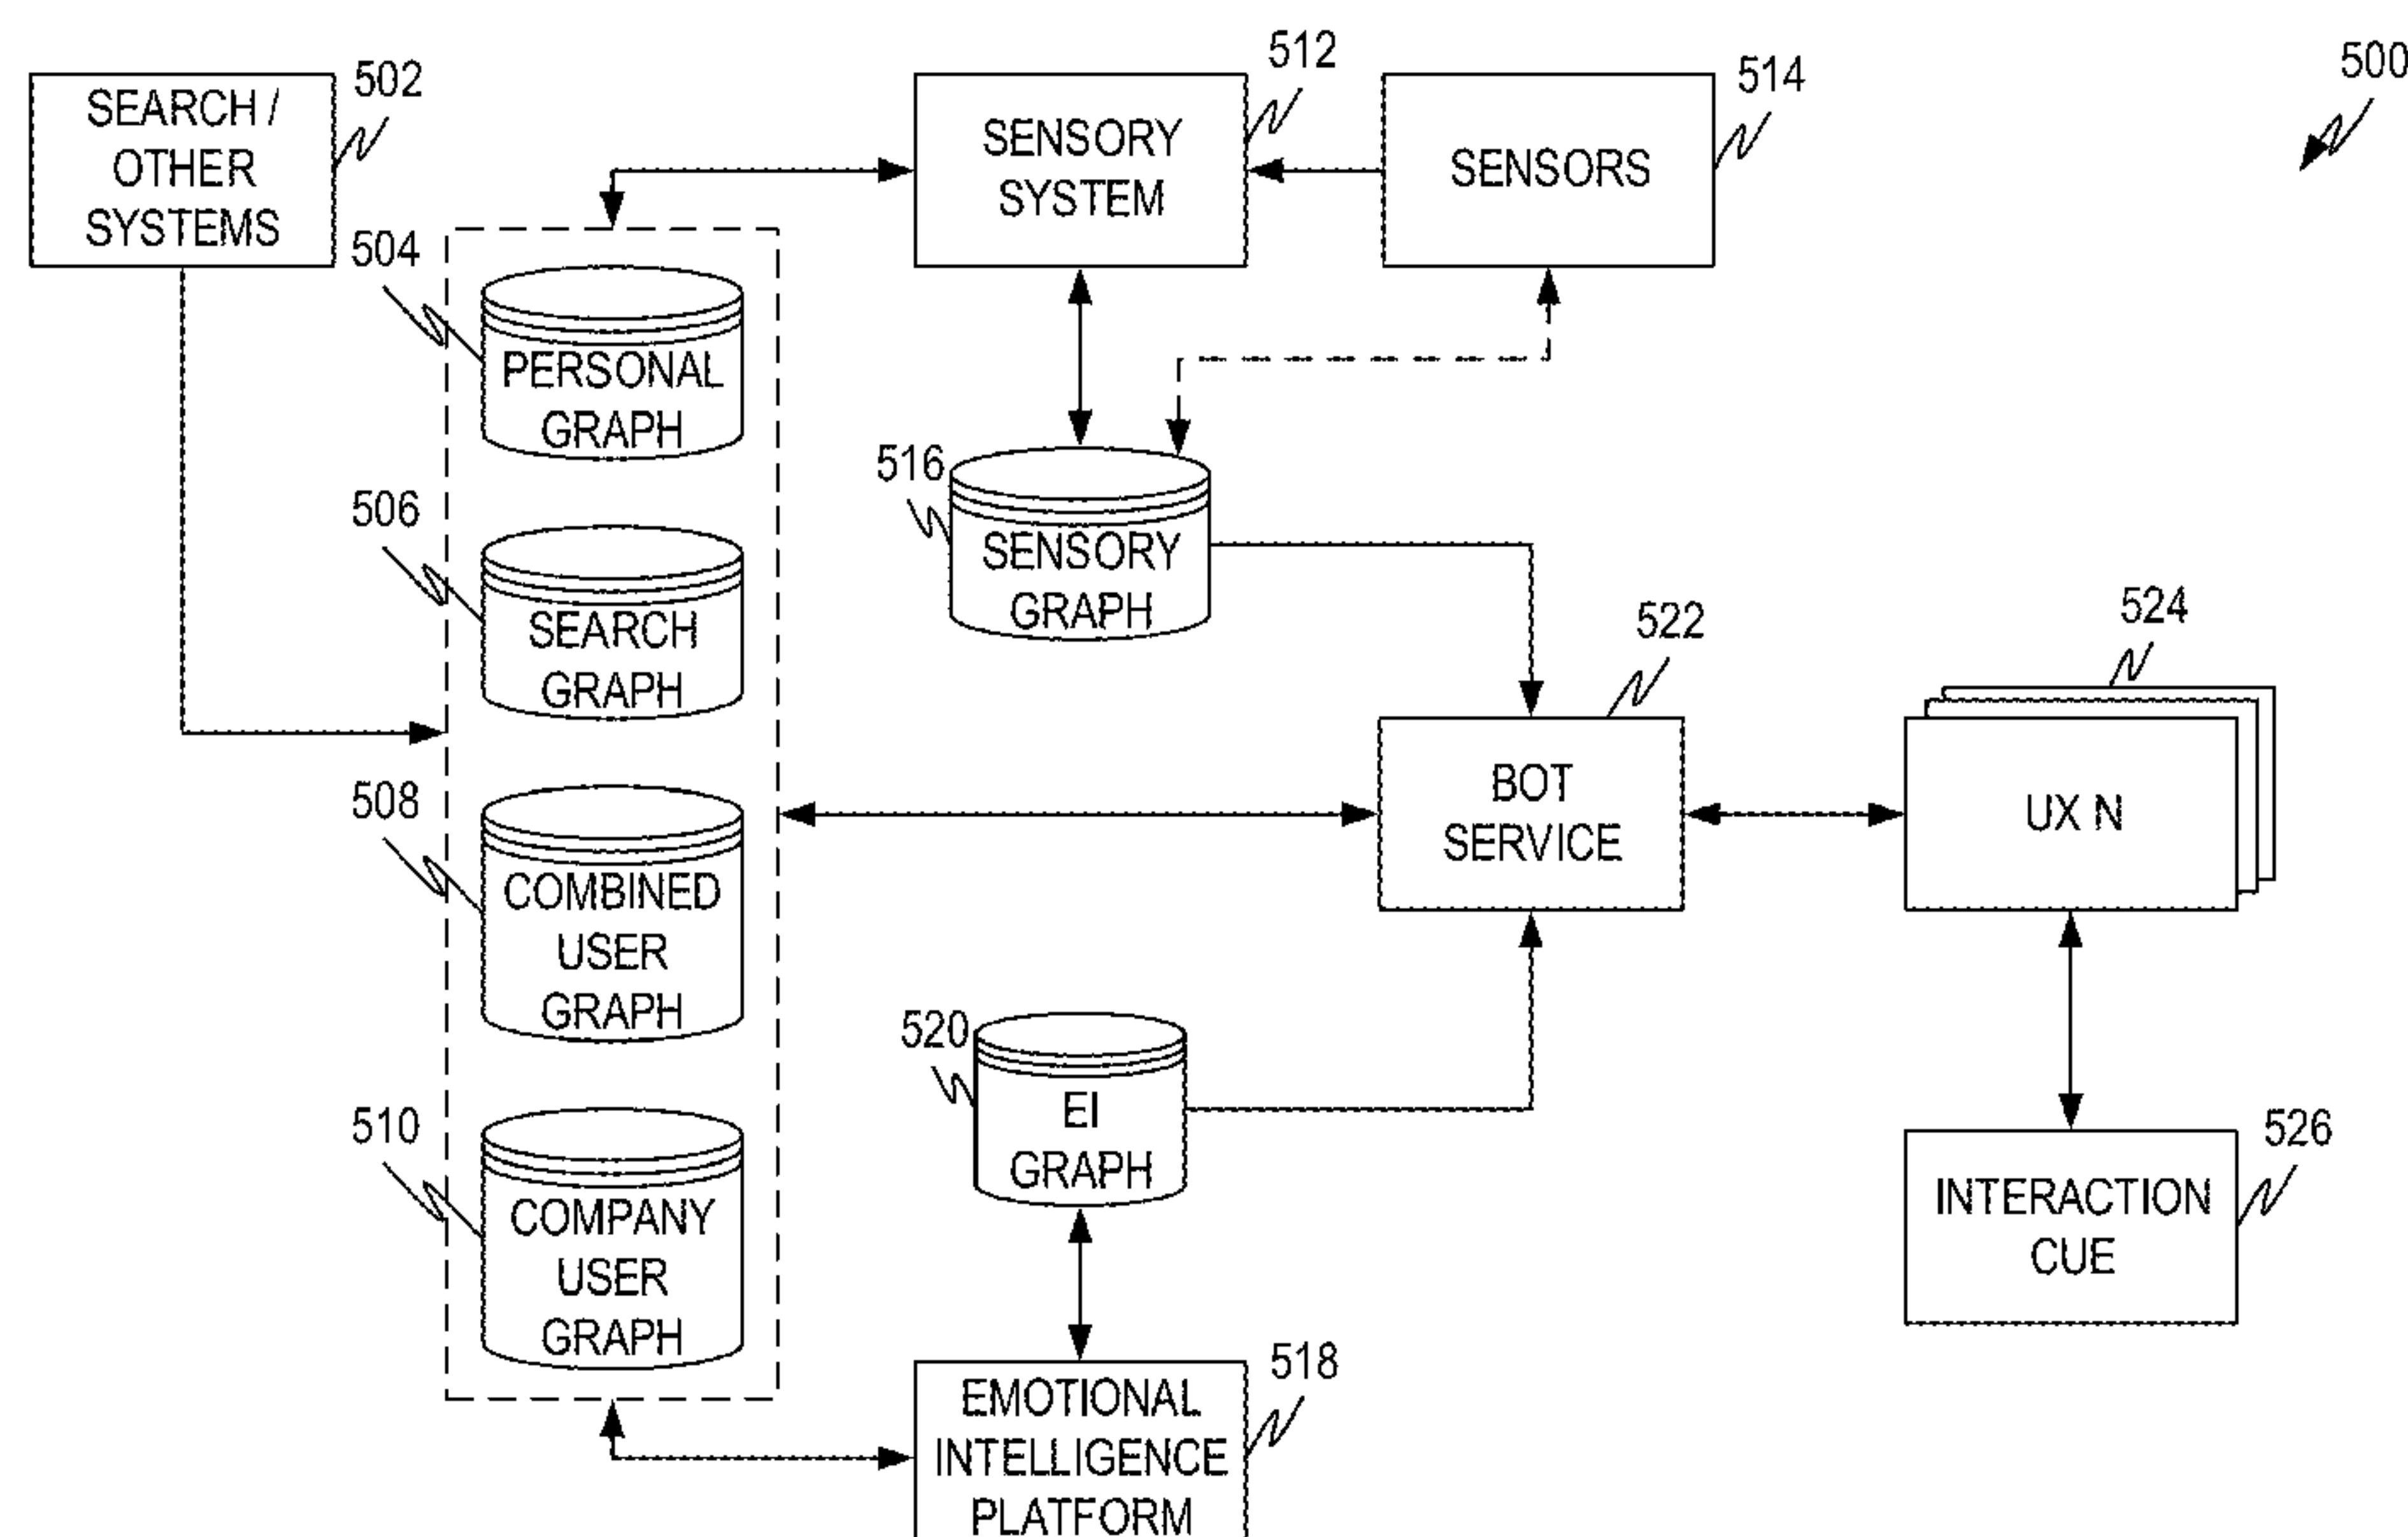 500
502
SEARCH /
OTHER
SYSTEMS
512
SENSORY
SYSTEM
514
SENSORS
504
PERSONAL
GRAPH
506
SEARCH
GRAPH
508
COMBINED
USER
GRAPH
510
COMPANY
USER
GRAPH
516
SENSORY
GRAPH
522
BOT
SERVICE
524
UX N
520
EI
GRAPH
526
INTERACTION
CUE
518
EMOTIONAL
INTELLIGENCE
PLATFORM